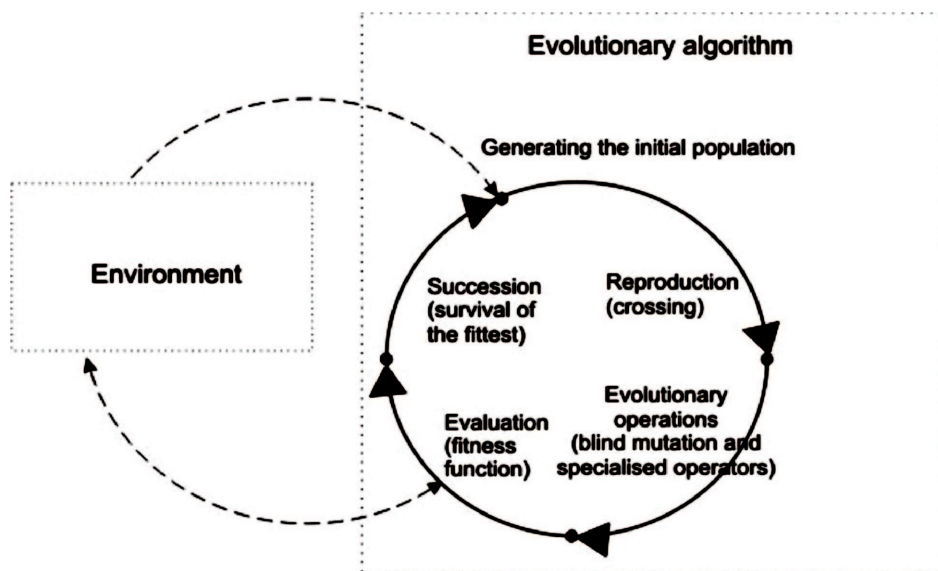 Evolutionary algorithm
Generating the initial population
Environment
Succession
(survival of
the fittest)
Reproduction
(crossing)
Evaluation
(fitness
function)
Evolutionary
operations
(blind mutation and
specialised operators)